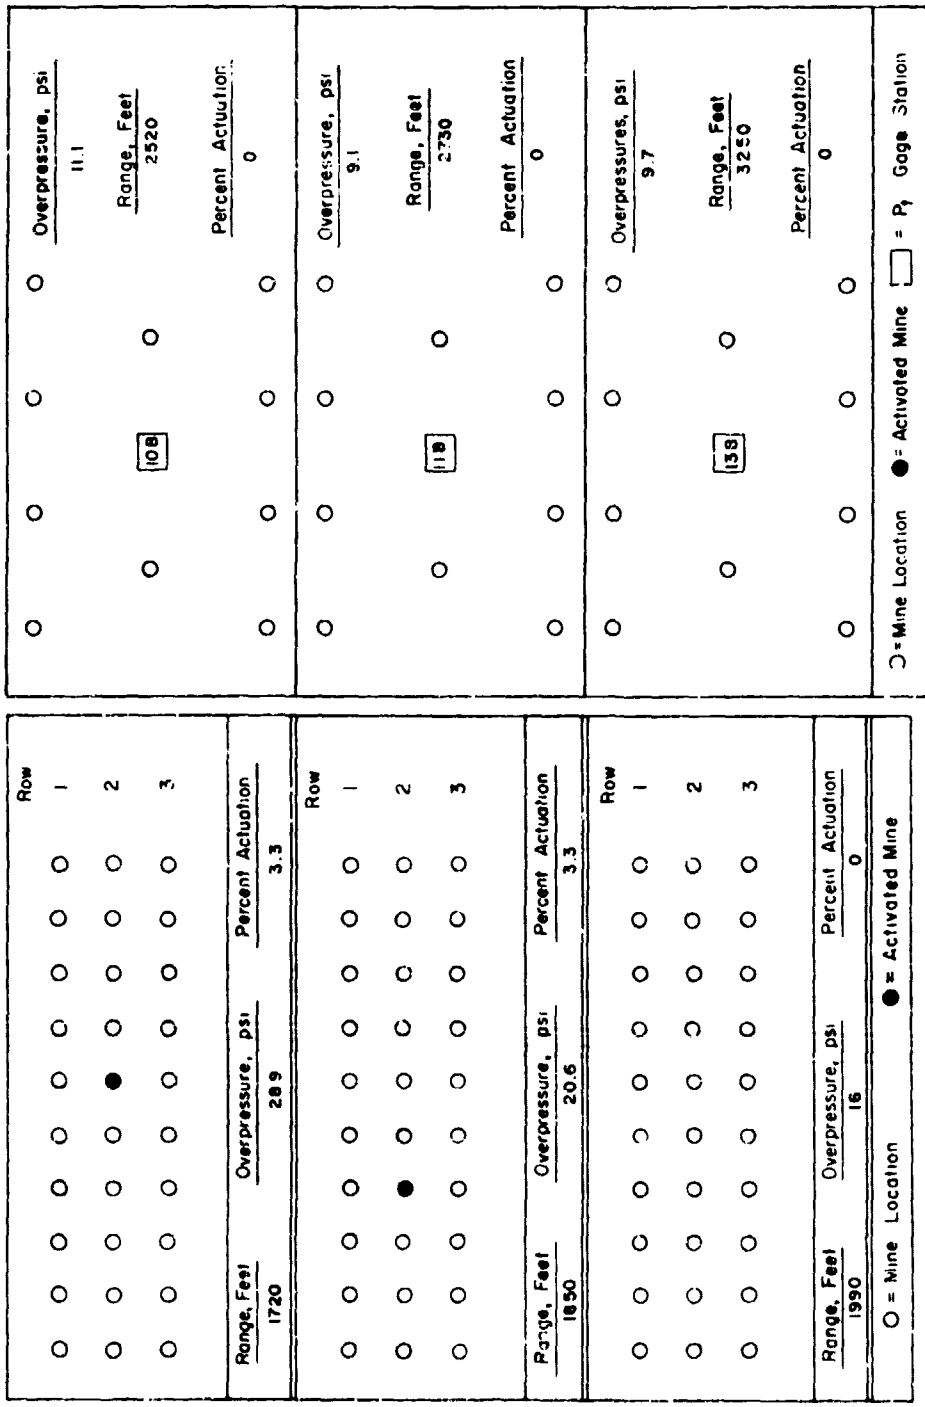 Row
1
2
3
Range, Feet Overpressure, psi Percent Actuation
1720 28.9 3.3
Row
1
2
3
Range, Feet Overpressure, psi Percent Actuation
1850 20.6 3.3
Row
1
2
3
Range, Feet Overpressure, psi Percent Actuation
1990 16 0
O = Mine Location ● = Activated Mine
Overpressure, psi
11.1
Range, Feet
2520
Percent Actuation
0
10B
Overpressure, psi
9.1
Range, Feet
2730
Percent Actuation
0
11B
Overpressures, psi
9.7
Range, Feet
3250
Percent Actuation
0
13B
O = Mine Location ● = Activated Mine □ = Gage Station